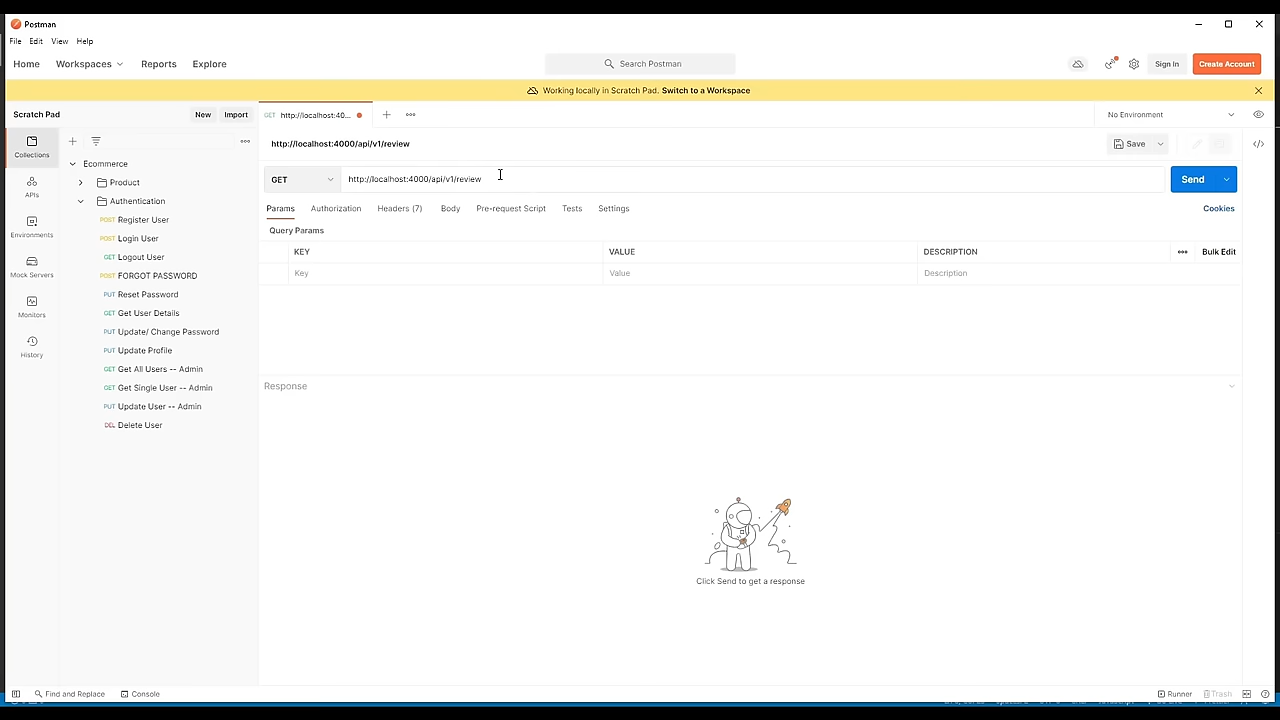 Postman
File Edit View Help
Home Workspaces Reports Explore
Search Postman
Sign In
Create Account
Working locally in Scratch Pad. Switch to a Workspace
Scratch Pad
New Import
GET http://localhost:40...
No Environment
Collections
APIs
Environments
Mock Servers
Monitors
History
Ecommerce
Product
Authentication
POST Register User
POST Login User
GET Logout User
POST FORGOT PASSWORD
PUT Reset Password
GET Get User Details
PUT Update/ Change Password
PUT Update Profile
GET Get All Users -- Admin
GET Get Single User -- Admin
PUT Update User -- Admin
DEL Delete User
http://localhost:4000/api/v1/review
Save
GET http://localhost:4000/api/v1/review
Send
Params Authorization Headers (7) Body Pre-request Script Tests Settings
Cookies
Query Params
KEY VALUE DESCRIPTION
Bulk Edit
Key Value Description
Response
Click Send to get a response
Find and Replace Console
Runner Trash